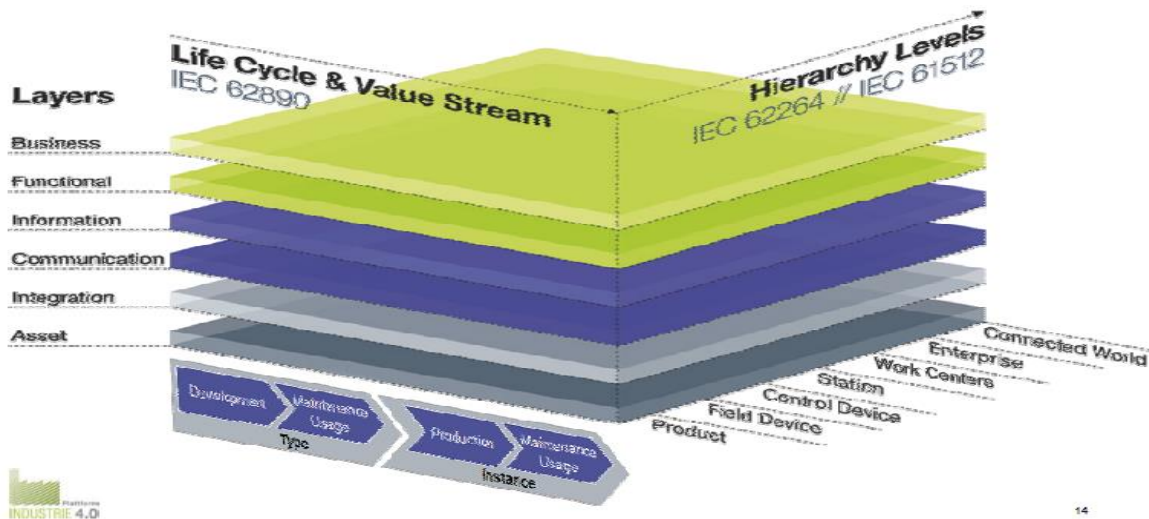 Life Cycle & Value Stream
IEC 62890
Hierarchy Levels
IEC 62264 // IEC 61512
Layers
Business
Functional
Information
Communication
Integration
Asset
Development
Maintenance
Usage
Type
Production
Maintenance
Usage
Instance
Connected World
Enterprise
Work Centers
Station
Control Device
Field Device
Product
Plattform
INDUSTRIE 4.0
14